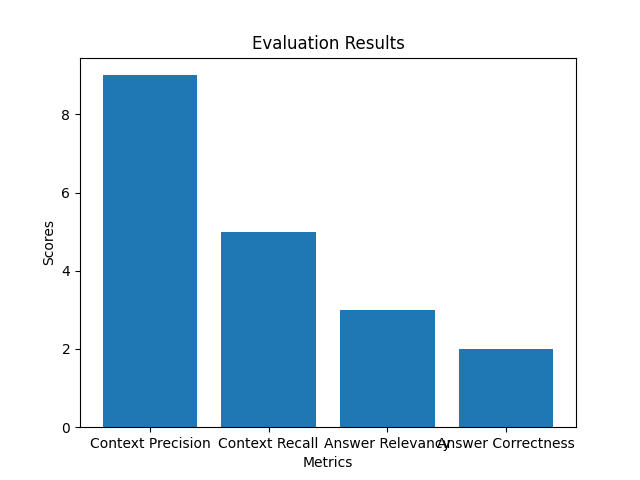 Evaluation Results
8
6
4
2
0
Scores
Context Precision
Context Recall
Answer Relevancy
Answer Correctness
Metrics